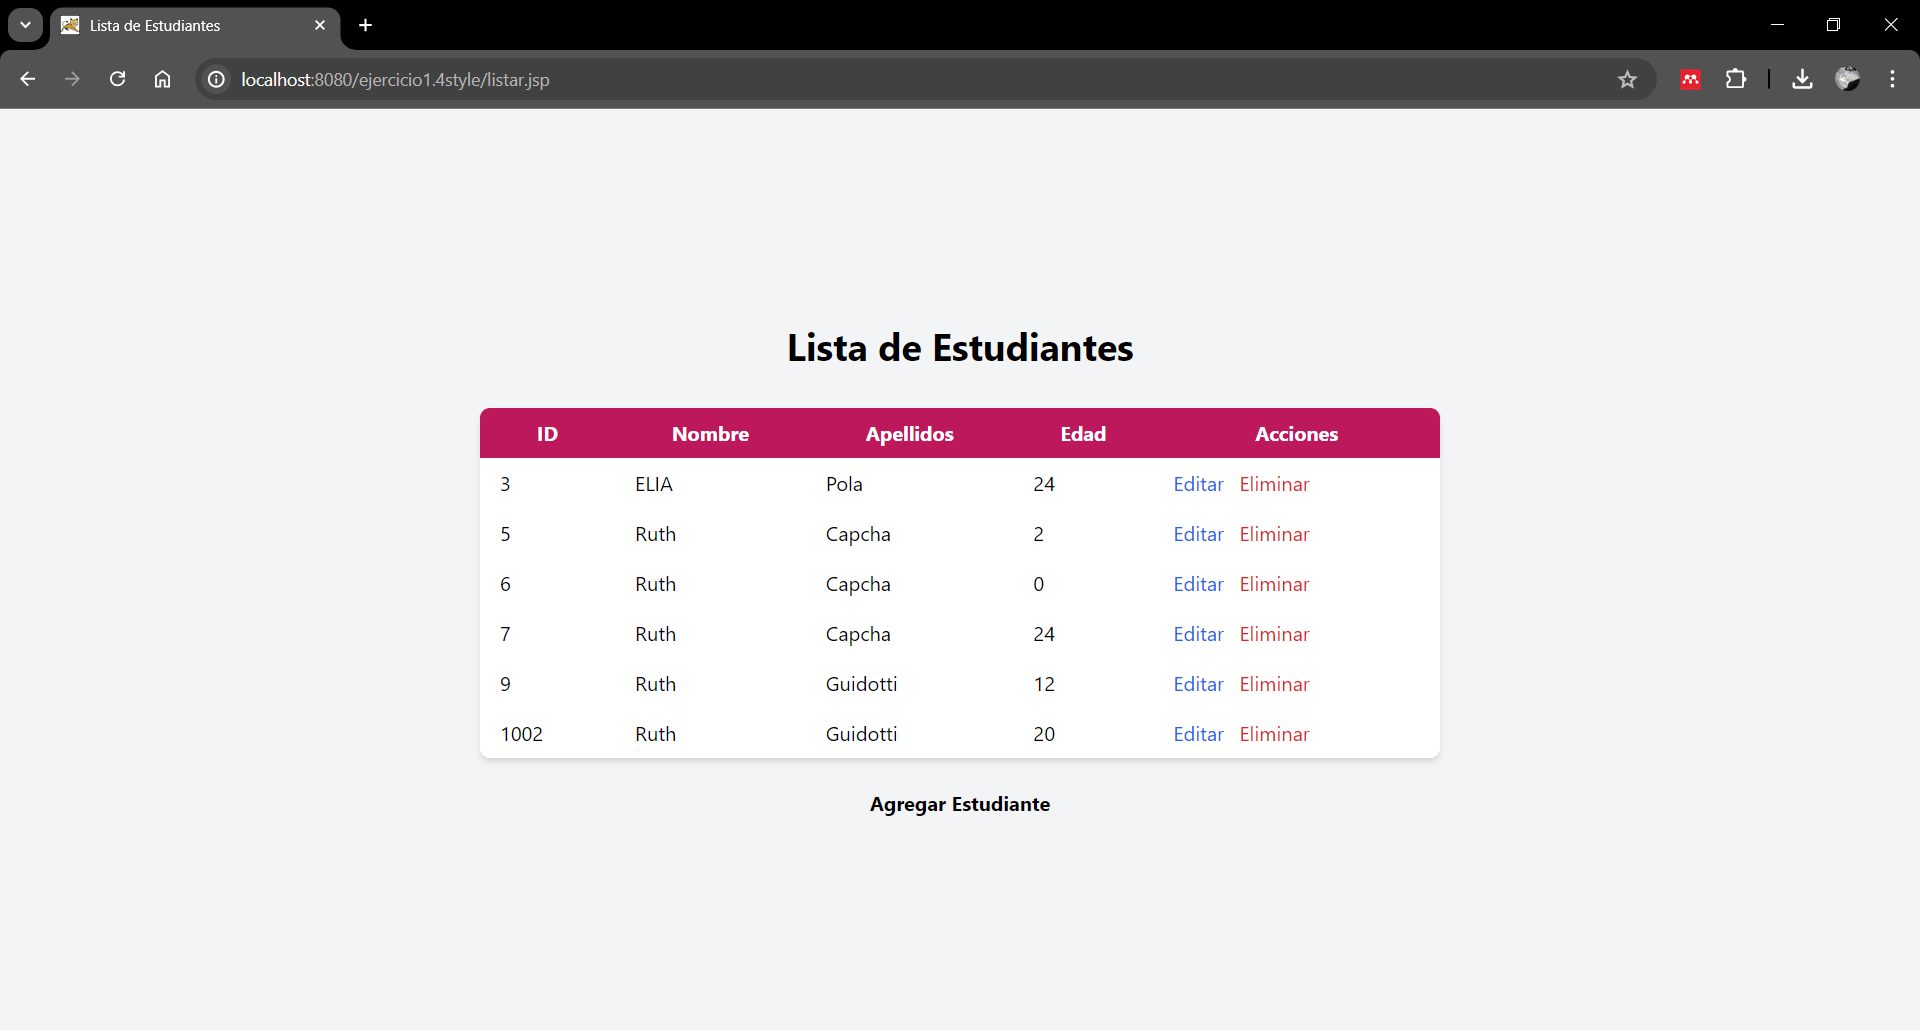 Lista de Estudiantes
localhost:8080/ejercicio1.4style/listar.jsp
Lista de Estudiantes
ID Nombre Apellidos Edad Acciones
3 ELIA Pola 24 Editar Eliminar
5 Ruth Capcha 2 Editar Eliminar
6 Ruth Capcha 0 Editar Eliminar
7 Ruth Capcha 24 Editar Eliminar
9 Ruth Guidotti 12 Editar Eliminar
1002 Ruth Guidotti 20 Editar Eliminar
Agregar Estudiante